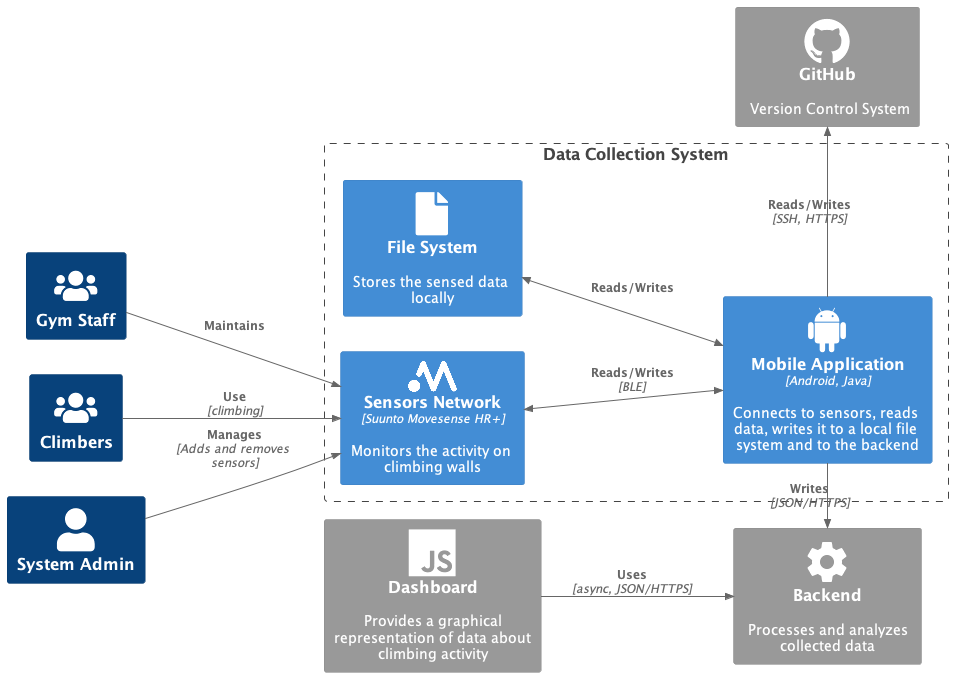 GitHub
Version Control System
Data Collection System
Reads/Writes
[SSH, HTTPS]
File System
Stores the sensed data
locally
Reads/Writes
Gym Staff
Maintains
Mobile Application
[Android, Java]
Connects to sensors, reads
data, writes it to a local file
system and to the backend
Reads/Writes
[BLE]
Sensors Network
[Suunto Movesense HR+]
Monitors the activity on
climbing walls
Climbers
Use
[climbing]
Manages
[Adds and removes
sensors]
System Admin
Writes
[JSON/HTTPS]
JS
Dashboard
Provides a graphical
representation of data about
climbing activity
Uses
[async, JSON/HTTPS]
Backend
Processes and analyzes
collected data